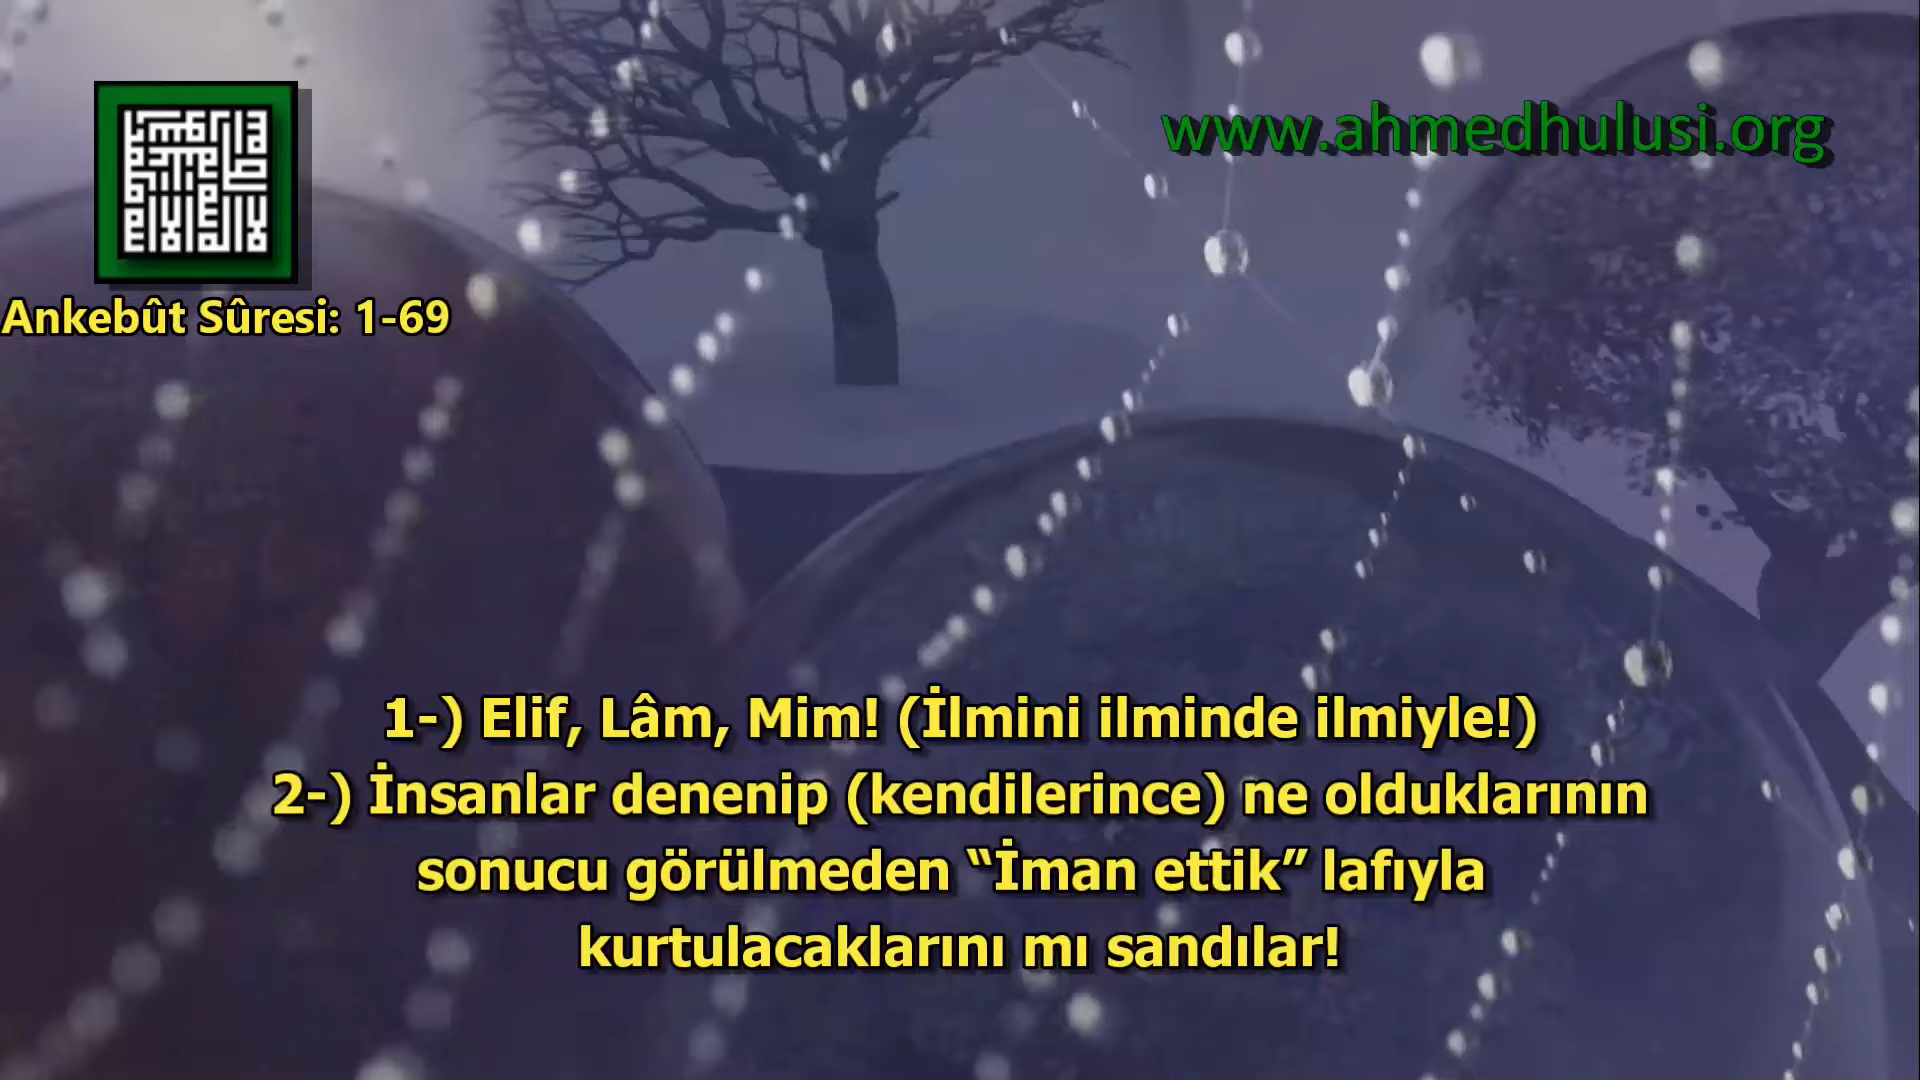 www.ahmedhulusi.org
Ankebût Sûresi: 1-69
1-) Elif, Lâm, Mim! (İlmini ilminde ilmiyle!)
2-) İnsanlar denenip (kendilerince) ne olduklarının
sonucu görülmeden “İman ettik” lafıyla
kurtulacaklarını mı sandılar!